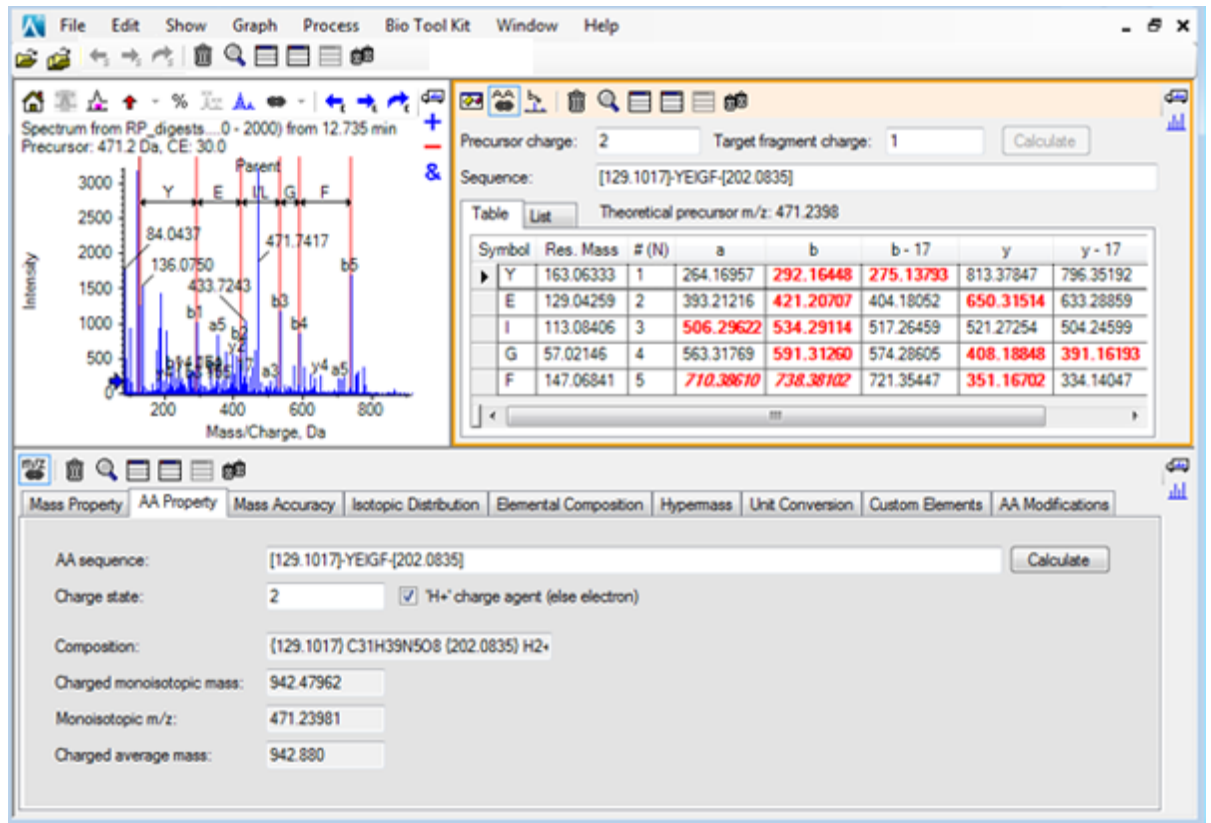 File Edit Show Graph Process Bio Tool Kit Window Help
Spectrum from RP_digests....0 - 2000) from 12.735 min
Precursor: 471.2 Da, CE: 30.0
Parent
Y E I/L G F
84.0437
471.7417
136.0750
433.7243
b5
b3
b1
a5
b4
a3
y4
a5
Intensity
3000
2500
2000
1500
1000
500
0
200 400 600 800
Mass/Charge, Da
Precursor charge: 2 Target fragment charge: 1 Calculate
Sequence: [129.1017]-YEIGF-[202.0835]
Table List Theoretical precursor m/z: 471.2398
Symbol Res. Mass # (N) a b b - 17 y y - 17
Y 163.06333 1 264.16957 292.16448 275.13793 813.37847 796.35192
E 129.04259 2 393.21216 421.20707 404.18052 650.31514 633.28859
I 113.08406 3 506.29622 534.29114 517.26459 521.27254 504.24599
G 57.02146 4 563.31769 591.31260 574.28605 408.18848 391.16193
F 147.06841 5 710.38610 738.38102 721.35447 351.16702 334.14047
Mass Property AA Property Mass Accuracy Isotopic Distribution Elemental Composition Hypermass Unit Conversion Custom Elements AA Modifications
AA sequence: [129.1017]-YEIGF-[202.0835] Calculate
Charge state: 2 'H+' charge agent (else electron)
Composition: {129.1017} C31H39N5O8 {202.0835} H2+
Charged monoisotopic mass: 942.47962
Monoisotopic m/z: 471.23981
Charged average mass: 942.880